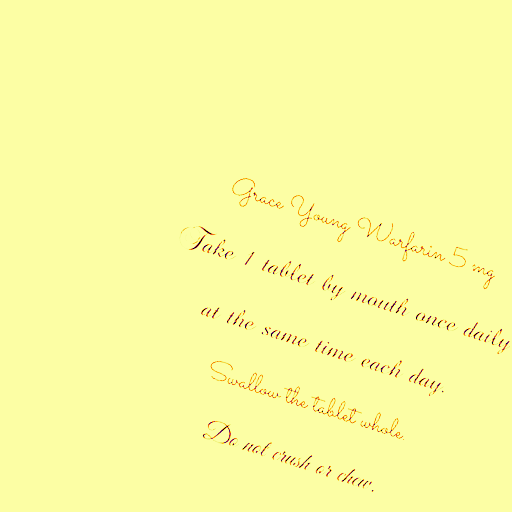 Grace Young Warfarin 5 mg
Take 1 tablet by mouth once daily
at the same time each day.
Swallow the tablet whole.
Do not crush or chew.